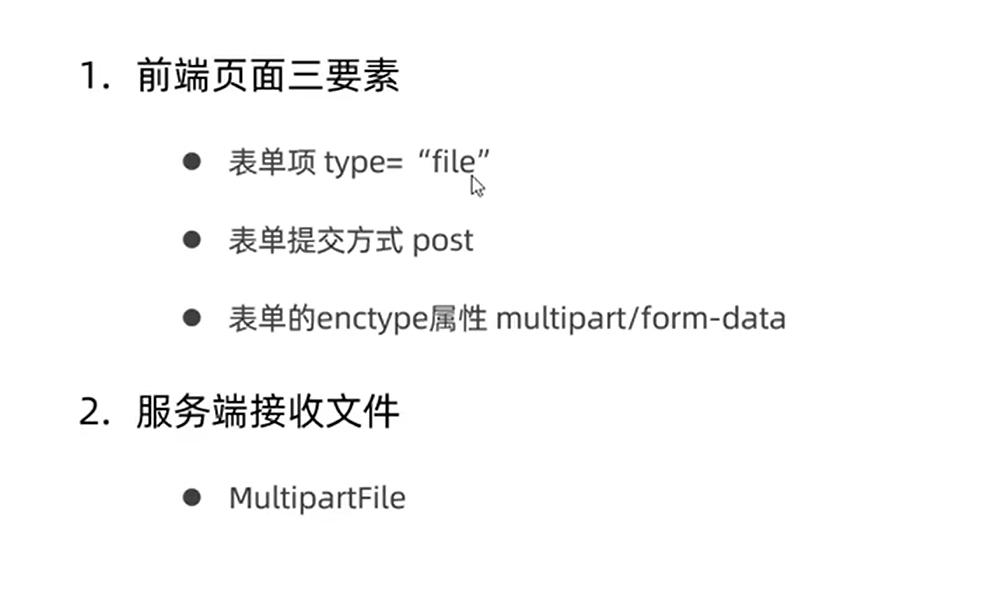 1. 前端页面三要素
● 表单项 type=“file”
● 表单提交方式 post
● 表单的enctype属性 multipart/form-data
2. 服务端接收文件
● MultipartFile